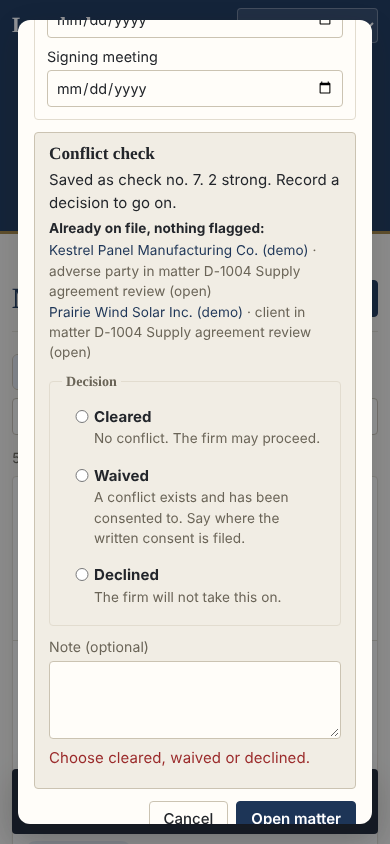 mm/dd/yyyy
Signing meeting
mm/dd/yyyy
Conflict check
Saved as check no. 7. 2 strong. Record a
decision to go on.
Already on file, nothing flagged:
Kestrel Panel Manufacturing Co. (demo) ·
adverse party in matter D-1004 Supply
agreement review (open)
Prairie Wind Solar Inc. (demo) · client in
matter D-1004 Supply agreement review
(open)
Decision
Cleared
No conflict. The firm may proceed.
Waived
A conflict exists and has been
consented to. Say where the
written consent is filed.
Declined
The firm will not take this on.
Note (optional)
Choose cleared, waived or declined.
Cancel Open matter